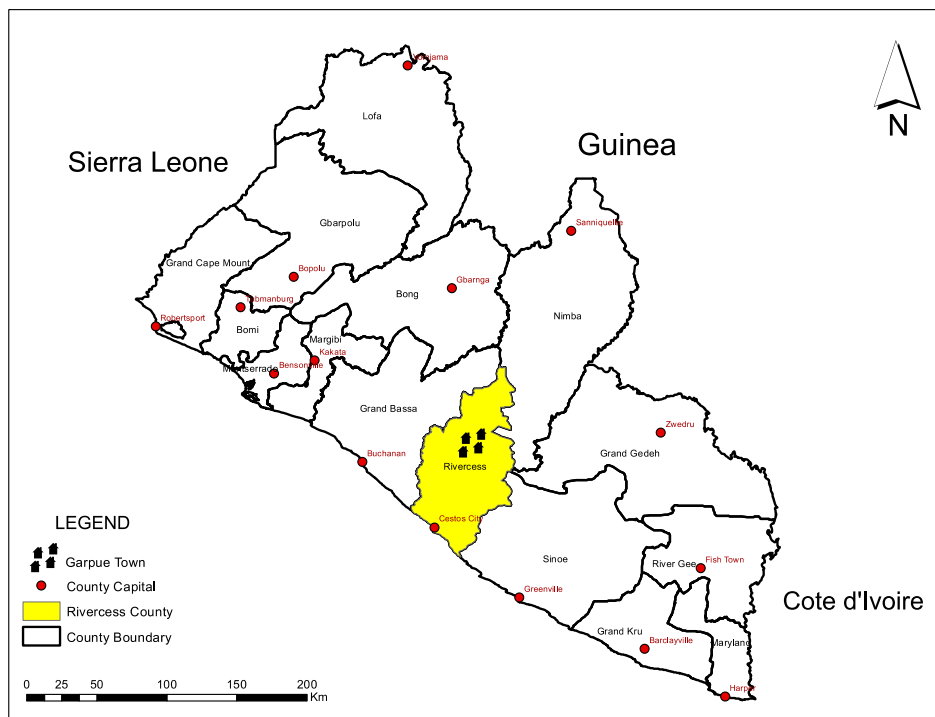 Lofa
Sierra Leone
Guinea
N
Gbarpolu
Sanniquellie
Grand Cape Mount
Bopolu
Gbarnga
Bong
Robertsport
Bomi
Nimba
Margibi
Kakata
Bensonville
Grand Bassa
Zwedru
Grand Gedeh
Buchanan
Rivercess
Cestos City
Sinoe
River Gee
Fish Town
Greenville
Cote d'Ivoire
Grand Kru
Barclayville
Maryland
Harper
LEGEND
Garpue Town
County Capital
Rivercess County
County Boundary
0 25 50 100 150 200
Km